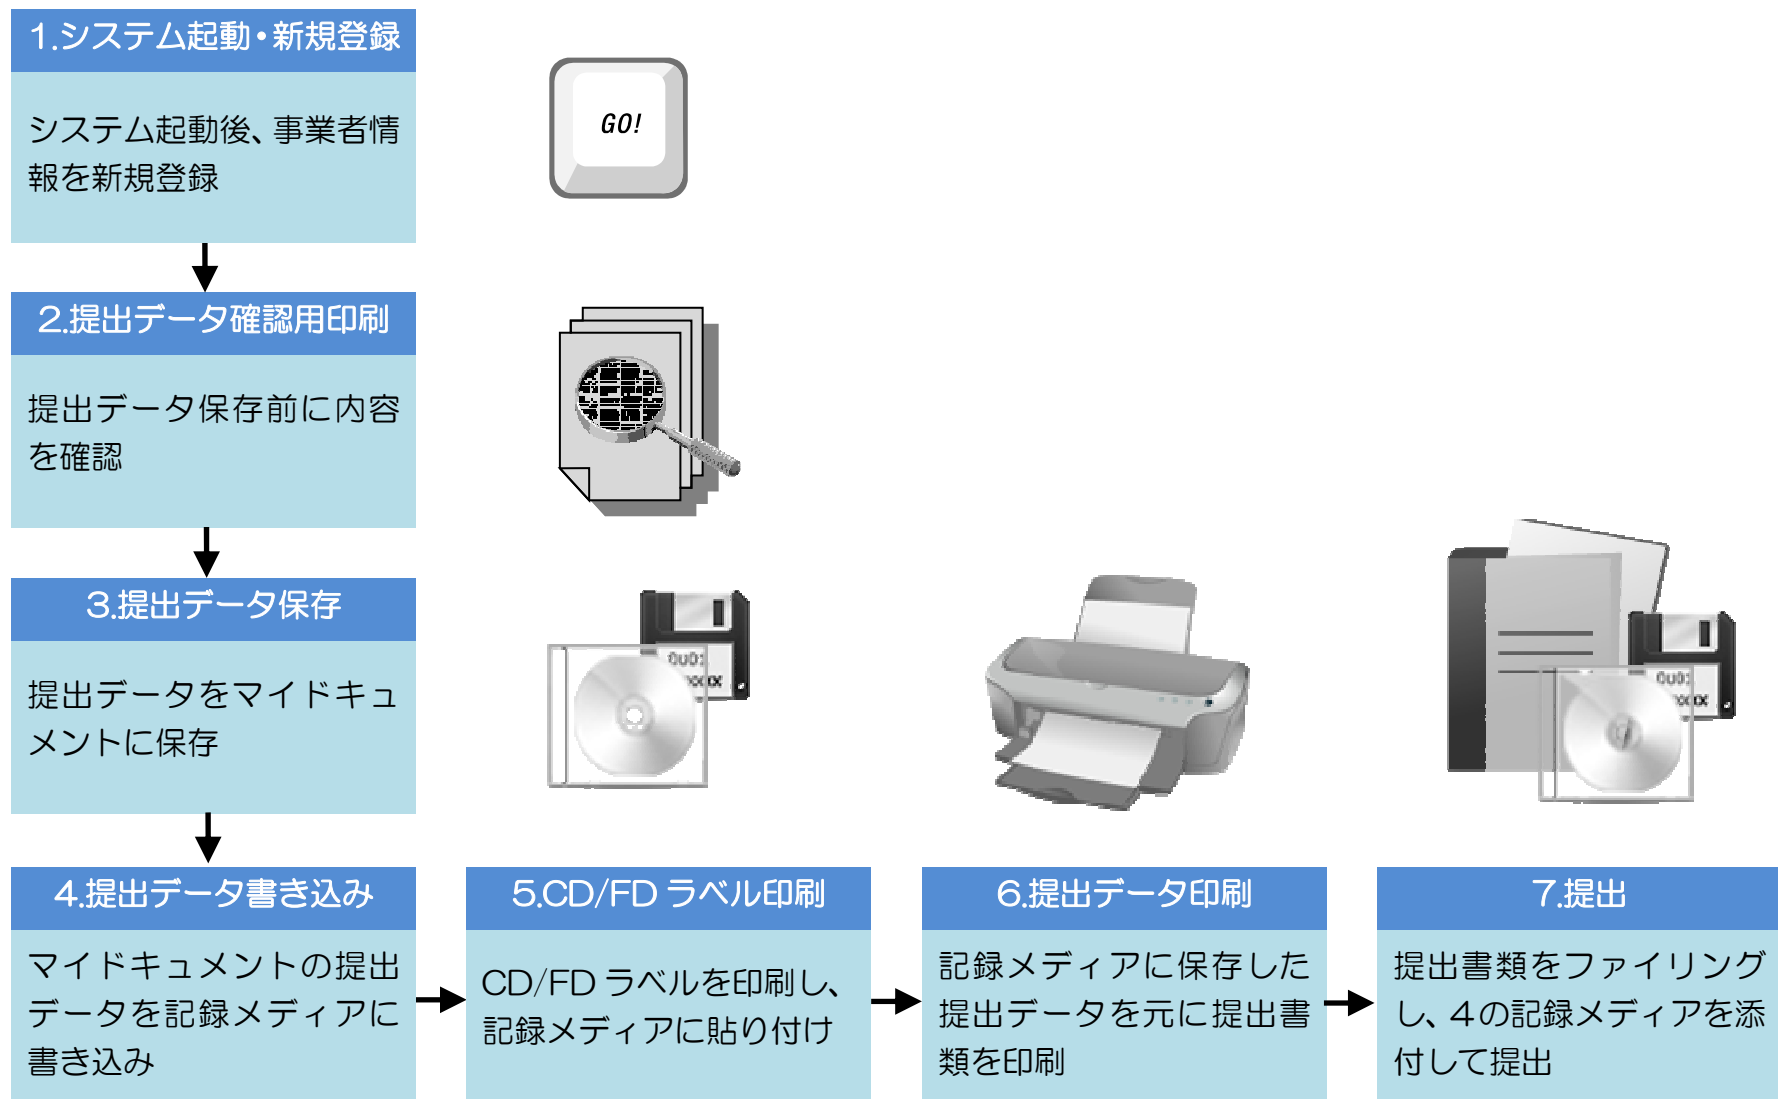 1.システム起動・新規登録
システム起動後、事業者情
報を新規登録
GO!
2.提出データ確認用印刷
提出データ保存前に内容
を確認
3.提出データ保存
提出データをマイドキュ
メントに保存
4.提出データ書き込み
マイドキュメントの提出
データを記録メディアに
書き込み
5.CD/FD ラベル印刷
CD/FD ラベルを印刷し、
記録メディアに貼り付け
6.提出データ印刷
記録メディアに保存した
提出データを元に提出書
類を印刷
7.提出
提出書類をファイリング
し、4の記録メディアを添
付して提出